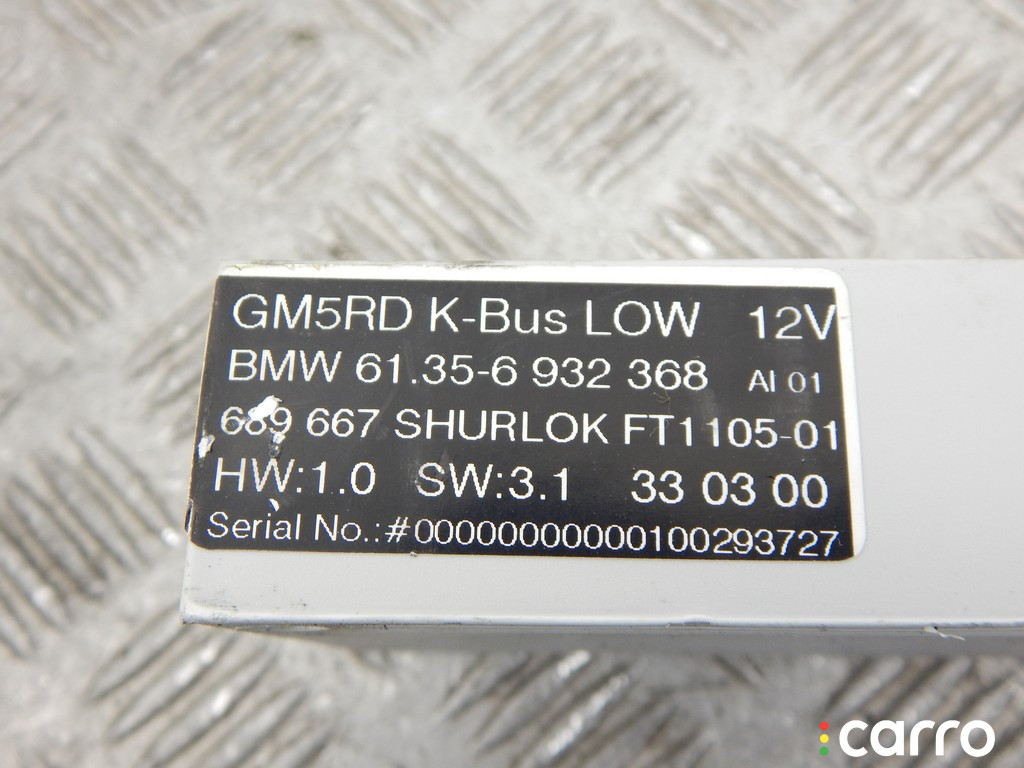 GM5RD K-Bus LOW 12V
BMW 61.35-6 932 368 AI 01
689 667 SHURLOK FT1105-01
HW:1.0 SW:3.1 33 03 00
Serial No.:#00000000000100293727
carro